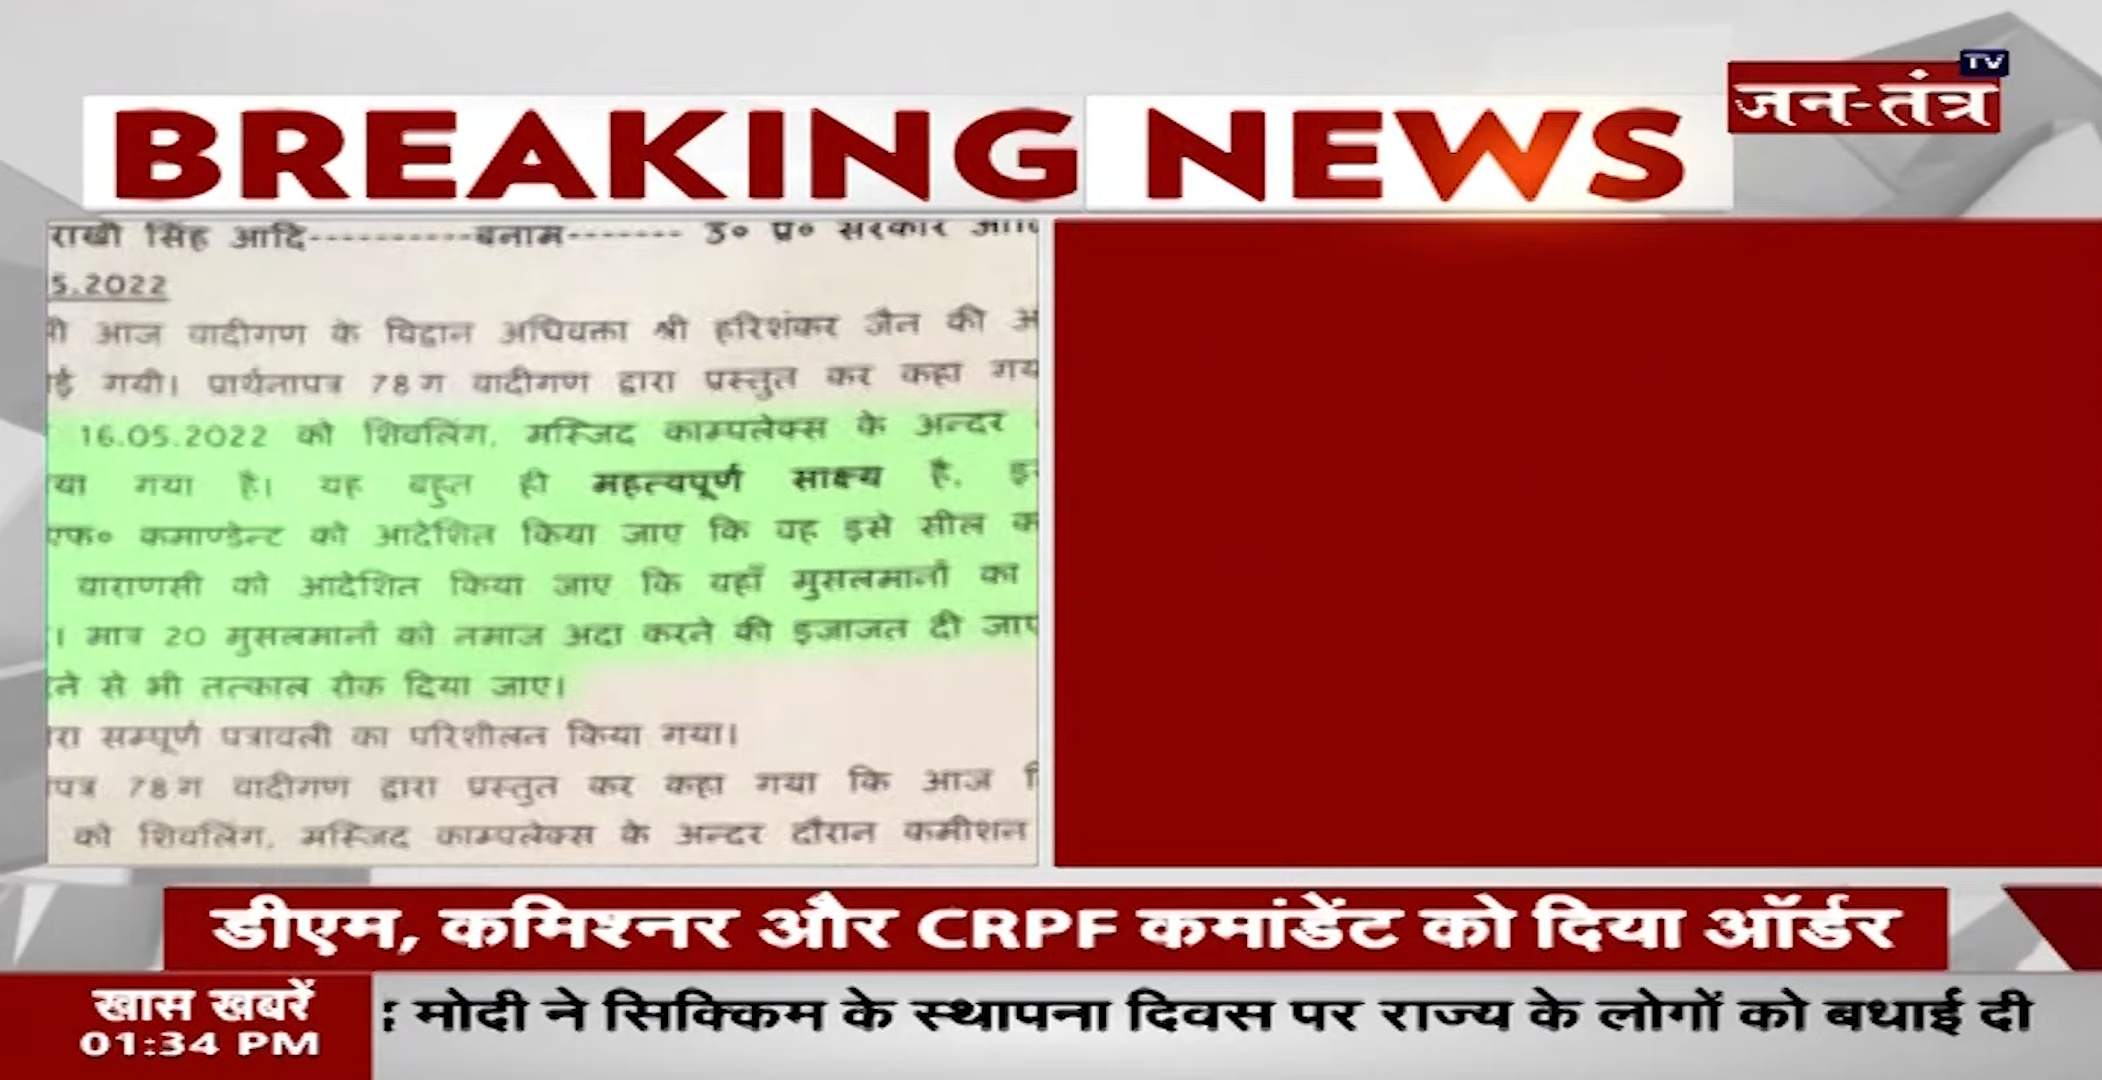 TV
जन-तंत्र
BREAKING NEWS
राखी सिंह आदि----------बनाम------- उ० प्र० सरकार
5.2022
आज वादीगण के विद्वान अधिवक्ता श्री हरिशंकर जैन की
गयी। प्रार्थनापत्र 78ग वादीगण द्वारा प्रस्तुत कर कहा गय
16.05.2022 को शिवलिंग, मस्जिद काम्पलेक्स के अन्दर
या गया है। यह बहुत ही महत्वपूर्ण साक्ष्य है,
एफ० कमाण्डेन्ट को आदेशित किया जाए कि वह इसे सील
वाराणसी को आदेशित किया जाए कि वहाँ मुसलमानों का
। मात्र 20 मुसलमानों को नमाज अदा करने की इजाजत दी जाए
ने से भी तत्काल रोक दिया जाए।
रा सम्पूर्ण पत्रावली का परिशीलन किया गया।
पत्र 78ग वादीगण द्वारा प्रस्तुत कर कहा गया कि आज
को शिवलिंग, मस्जिद काम्पलेक्स के अन्दर दौरान कमीशन
डीएम, कमिश्नर और CRPF कमांडेंट को दिया ऑर्डर
खास खबरें
01:34 PM
मोदी ने सिक्किम के स्थापना दिवस पर राज्य के लोगों को बधाई दी